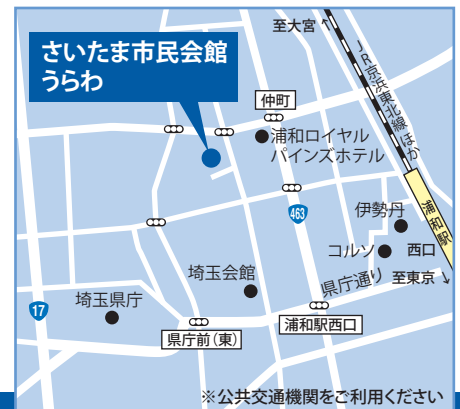 至大宮↑
さいたま市民会館
うらわ
JR京浜東北線ほか
仲町
浦和ロイヤル
パインズホテル
463
伊勢丹
浦和駅
コルソ
西口
埼玉会館
県庁通り
至東京↓
17
埼玉県庁
県庁前(東)
浦和駅西口
※公共交通機関をご利用ください